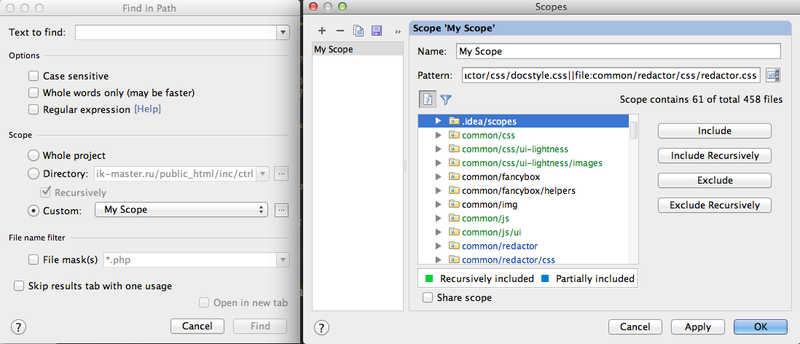 Find in Path
Text to find:
Options
Case sensitive
Whole words only (may be faster)
Regular expression [Help]
Scope
Whole project
Directory: ik-master.ru/public_html/inc/ctrl ...
Recursively
Custom: My Scope ...
File name filter
File mask(s) *.php
Skip results tab with one usage
Open in new tab
? Cancel Find
Scopes
+ − »
My Scope
Scope 'My Scope'
Name: My Scope
Pattern: actor/css/docstyle.css||file:common/redactor/css/redactor.css
Scope contains 61 of total 458 files
.idea/scopes
common/css
common/css/ui-lightness
common/css/ui-lightness/images
common/fancybox
common/fancybox/helpers
common/img
common/js
common/js/ui
common/redactor
common/redactor/css
Include
Include Recursively
Exclude
Exclude Recursively
Recursively included Partially included
Share scope
? Cancel Apply OK